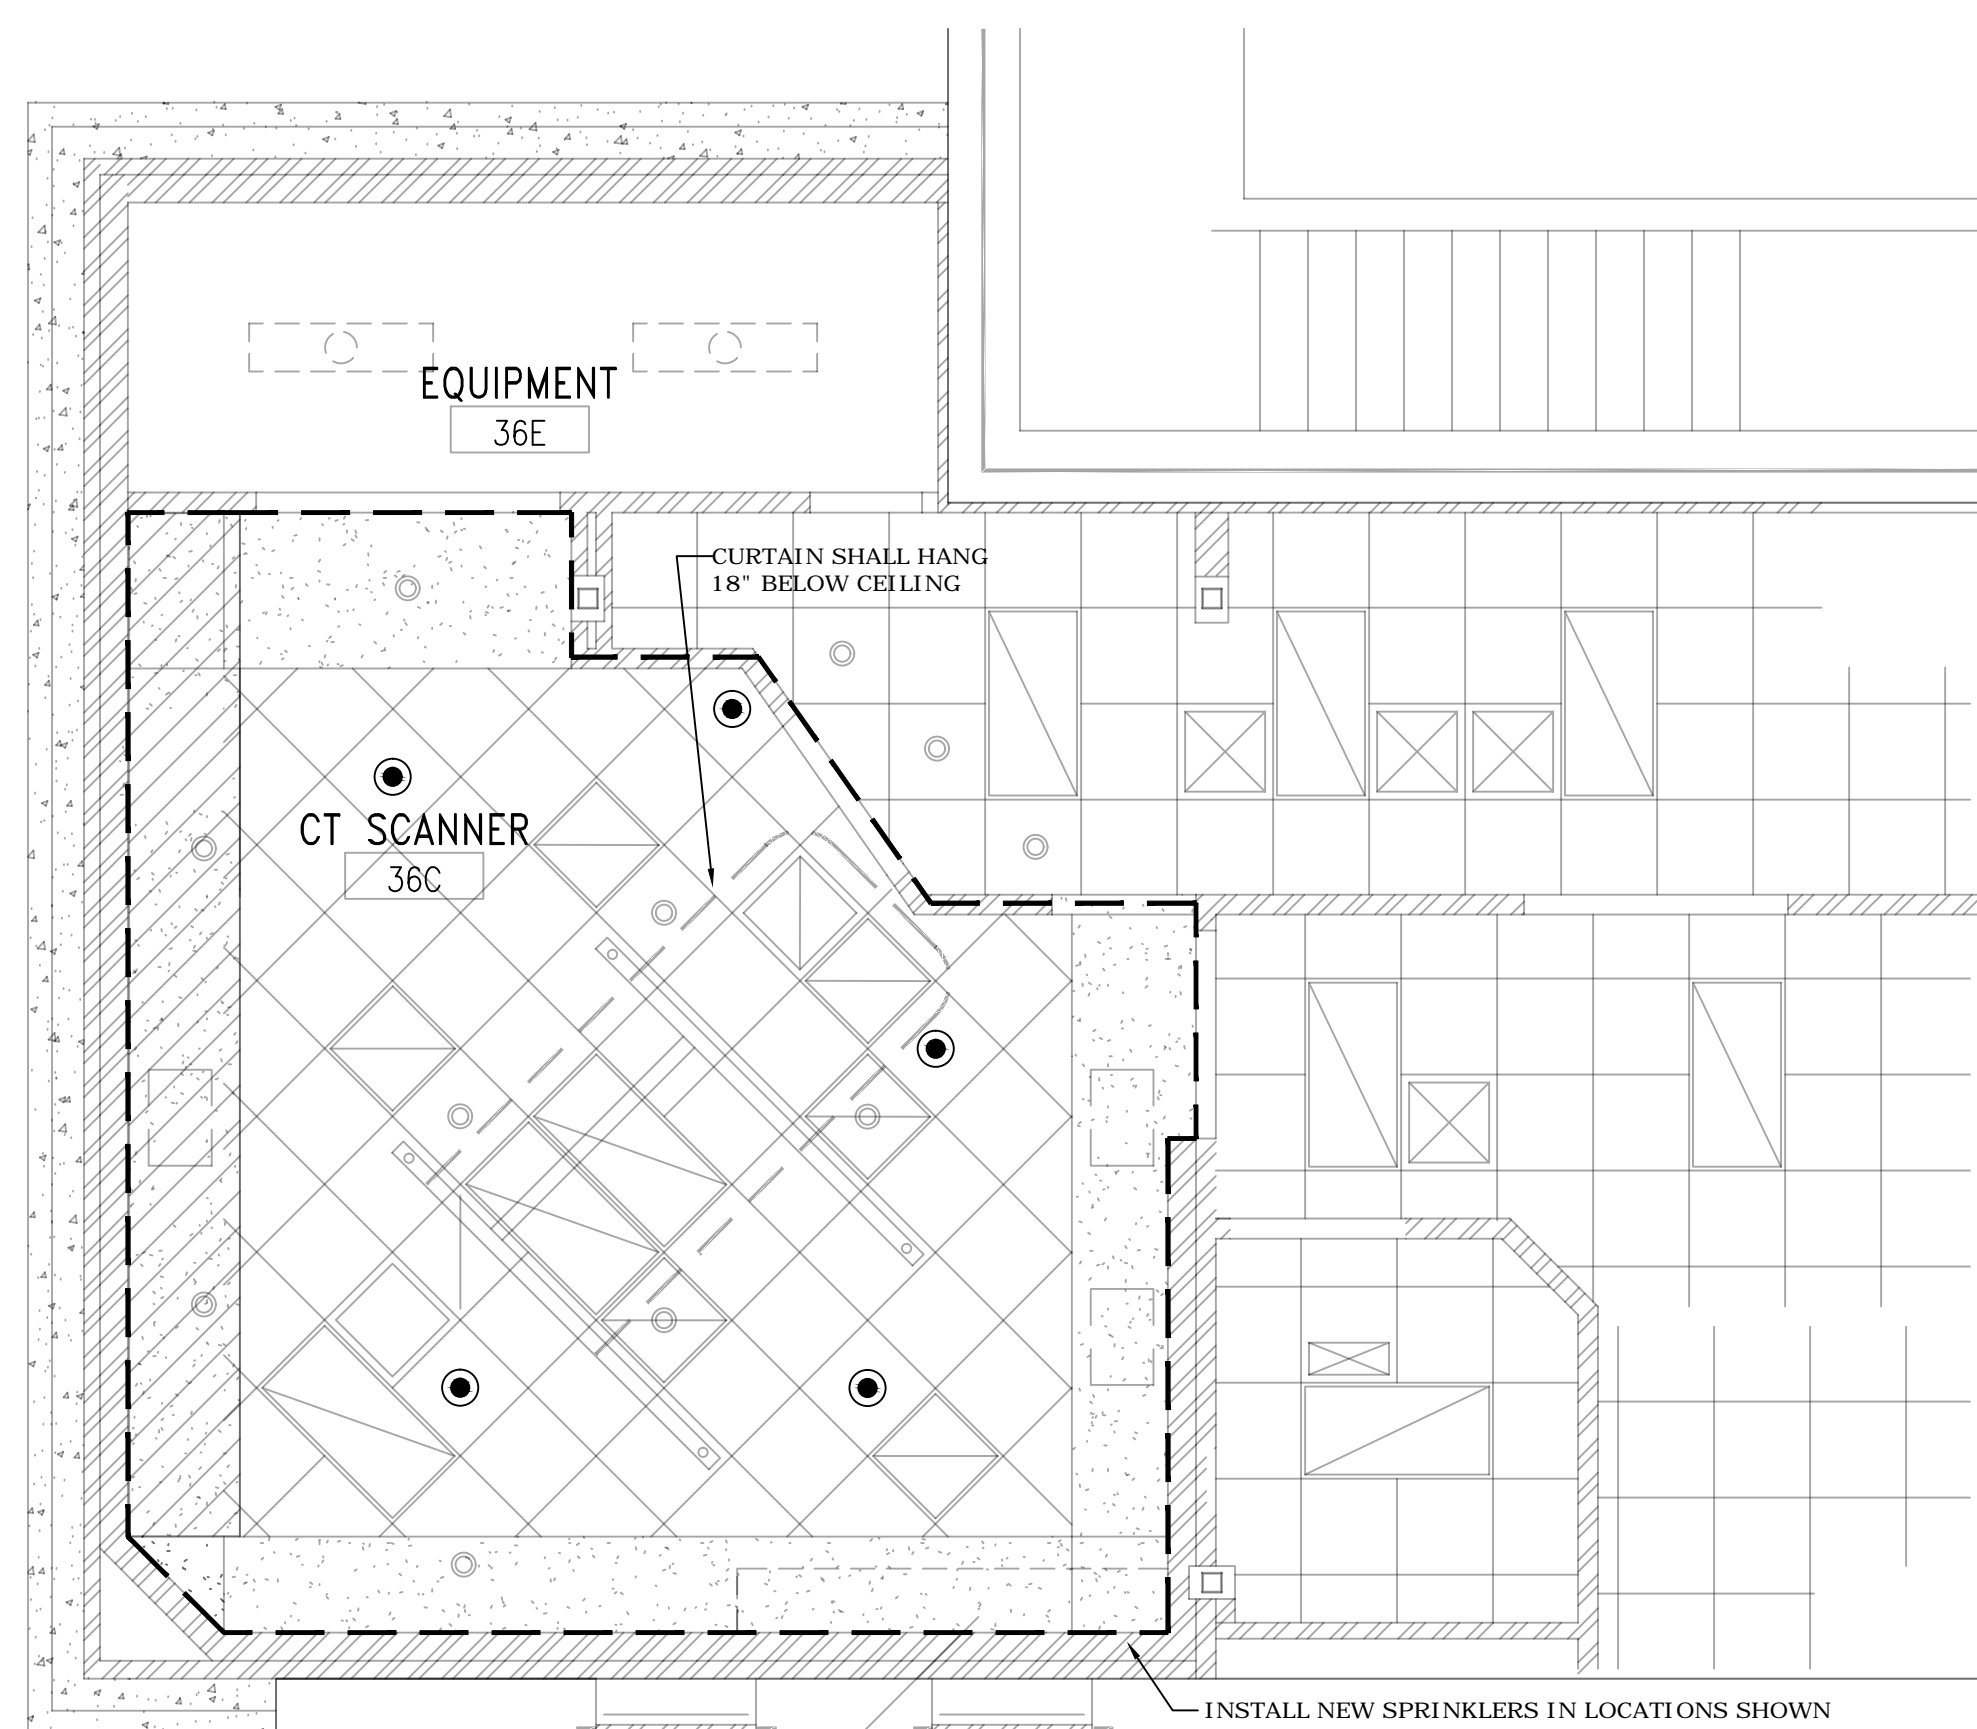 EQUIPMENT
36E
CURTAIN SHALL HANG
18" BELOW CEILING
CT SCANNER
36C
INSTALL NEW SPRINKLERS IN LOCATIONS SHOWN